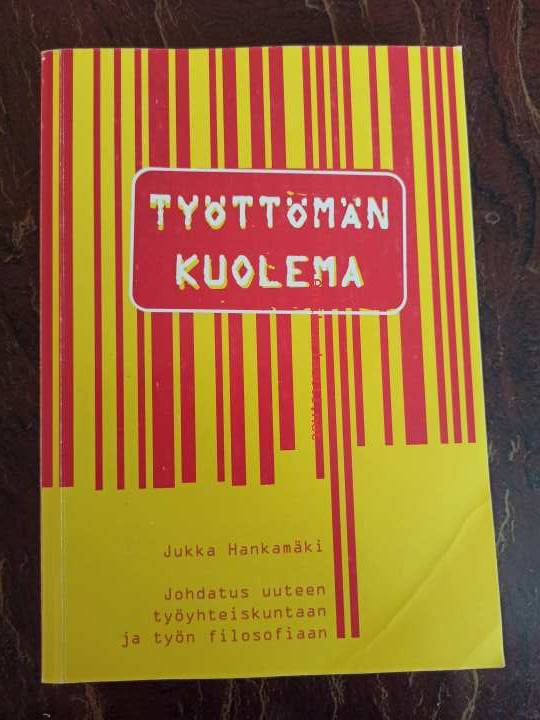 TYÖTTÖMÄN
KUOLEMA
Jukka Hankamäki
Johdatus uuteen
työyhteiskuntaan
ja työn filosofiaan